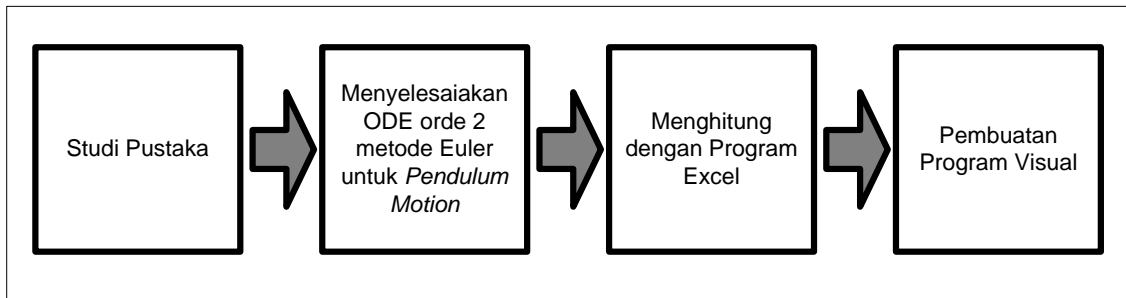 Studi Pustaka
Menyelesaiakan
ODE orde 2
metode Euler
untuk Pendulum
Motion
Menghitung
dengan Program
Excel
Pembuatan
Program Visual